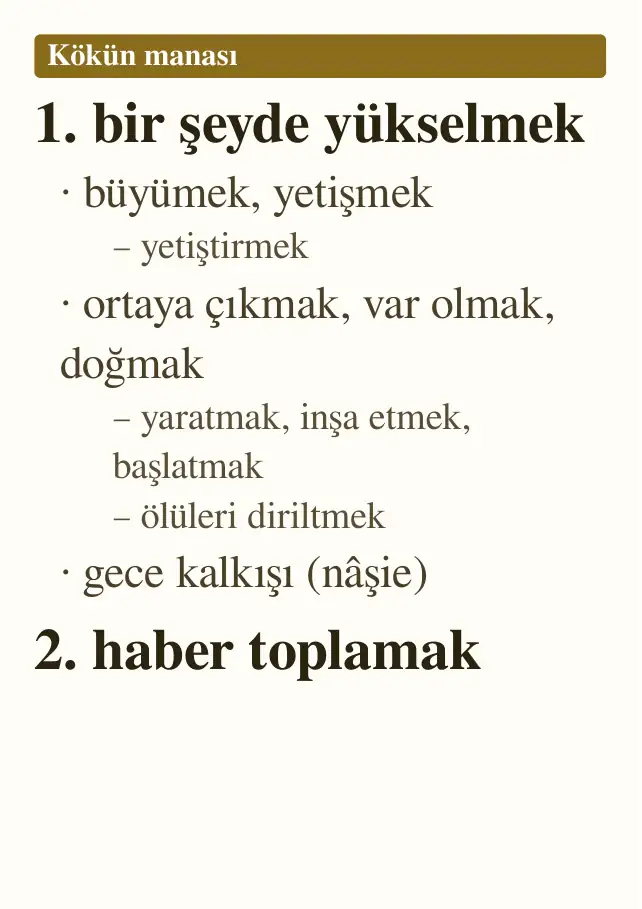 Kökün manası
1. bir şeyde yükselmek
· büyümek, yetişmek
– yetiştirmek
· ortaya çıkmak, var olmak,
doğmak
– yaratmak, inşa etmek,
başlatmak
– ölüleri diriltmek
· gece kalkışı (nâşie)
2. haber toplamak